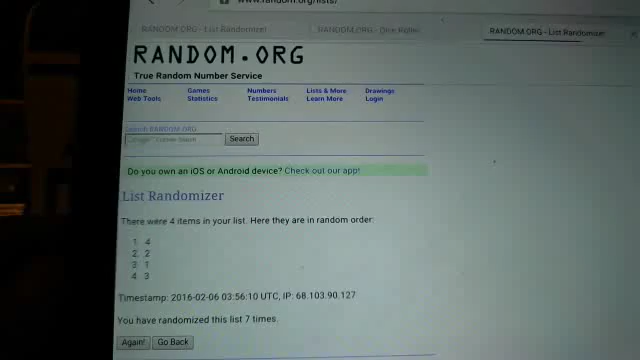 www.random.org/lists/
RANDOM.ORG - List Randomizer
RANDOM.ORG - Dice Roller
RANDOM.ORG - List Randomizer
RANDOM.ORG
True Random Number Service
Home Games Numbers Lists & More Drawings
Web Tools Statistics Testimonials Learn More Login
Search RANDOM.ORG
Search
Do you own an iOS or Android device? Check out our app!
List Randomizer
There were 4 items in your list. Here they are in random order:
1. 4
2. 2
3. 1
4. 3
Timestamp: 2016-02-06 03:56:10 UTC, IP: 68.103.90.127
You have randomized this list 7 times.
Again! Go Back